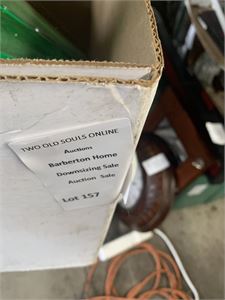 TWO OLD SOULS ONLINE
Auctions
Barberton Home
Downsizing Sale
Auction Sale
Lot 157